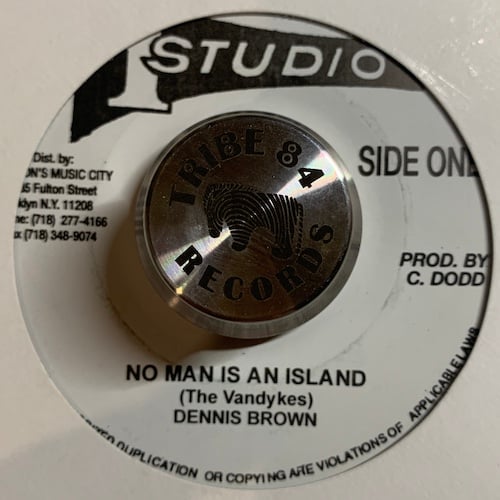 1 STUDIO
Dist. by:
ON'S MUSIC CITY
Fulton Street
klyn N.Y. 11208
ne: (718) 277-4166
(718) 348-9074
TRIBE 84
RECORDS
SIDE ONE
PROD. BY
C. DODD
NO MAN IS AN ISLAND
(The Vandykes)
DENNIS BROWN
DUPLICATION OR COPYING ARE VIOLATIONS OF APPLICABLE LAWS